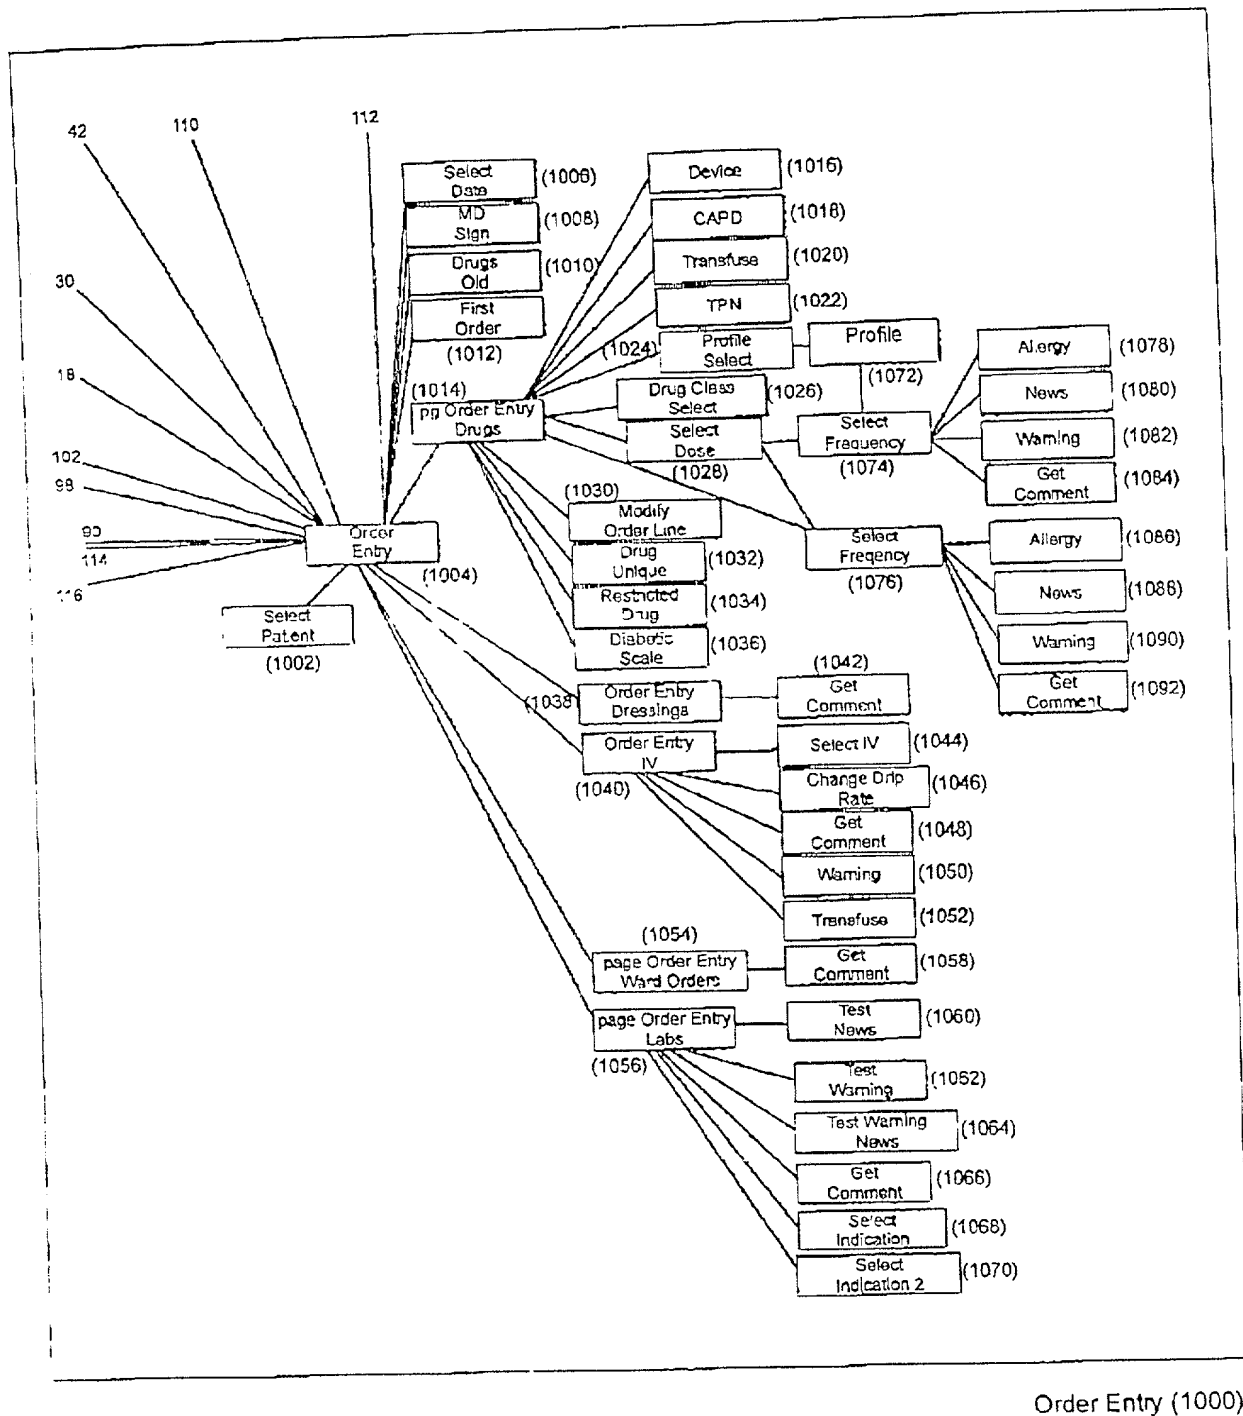 42
110
112
30
18
102
98
90
114
116
Select
Date
(1006)
MD
Sign
(1008)
Drugs
Old
(1010)
First
Order
(1012)
(1014)
pg Order Entry
Drugs
Order
Entry
(1004)
Select
Patent
(1002)
Device
(1016)
CAPD
(1018)
Transfuse
(1020)
TPN
(1022)
(1024)
Profile
Select
Profile
(1072)
Drug Class
Select
(1026)
Select
Dose
(1028)
Select
Frequency
(1074)
Allergy
(1078)
News
(1080)
Warning
(1082)
Get
Comment
(1084)
(1030)
Modify
Order Line
Drug
Unique
(1032)
Restricted
Drug
(1034)
Diabetic
Scale
(1036)
Select
Freqency
(1076)
Allergy
(1086)
News
(1088)
Warning
(1090)
Get
Comment
(1092)
(1038)
Order Entry
Dressings
(1042)
Get
Comment
Order Entry
IV
(1040)
Select IV
(1044)
Change Drip
Rate
(1046)
Get
Comment
(1048)
Warning
(1050)
Transfuse
(1052)
(1054)
page Order Entry
Ward Orders
Get
Comment
(1058)
page Order Entry
Labs
(1056)
Test
News
(1060)
Test
Warning
(1062)
Test Warning
News
(1064)
Get
Comment
(1066)
Select
Indication
(1068)
Select
Indication 2
(1070)
Order Entry (1000)